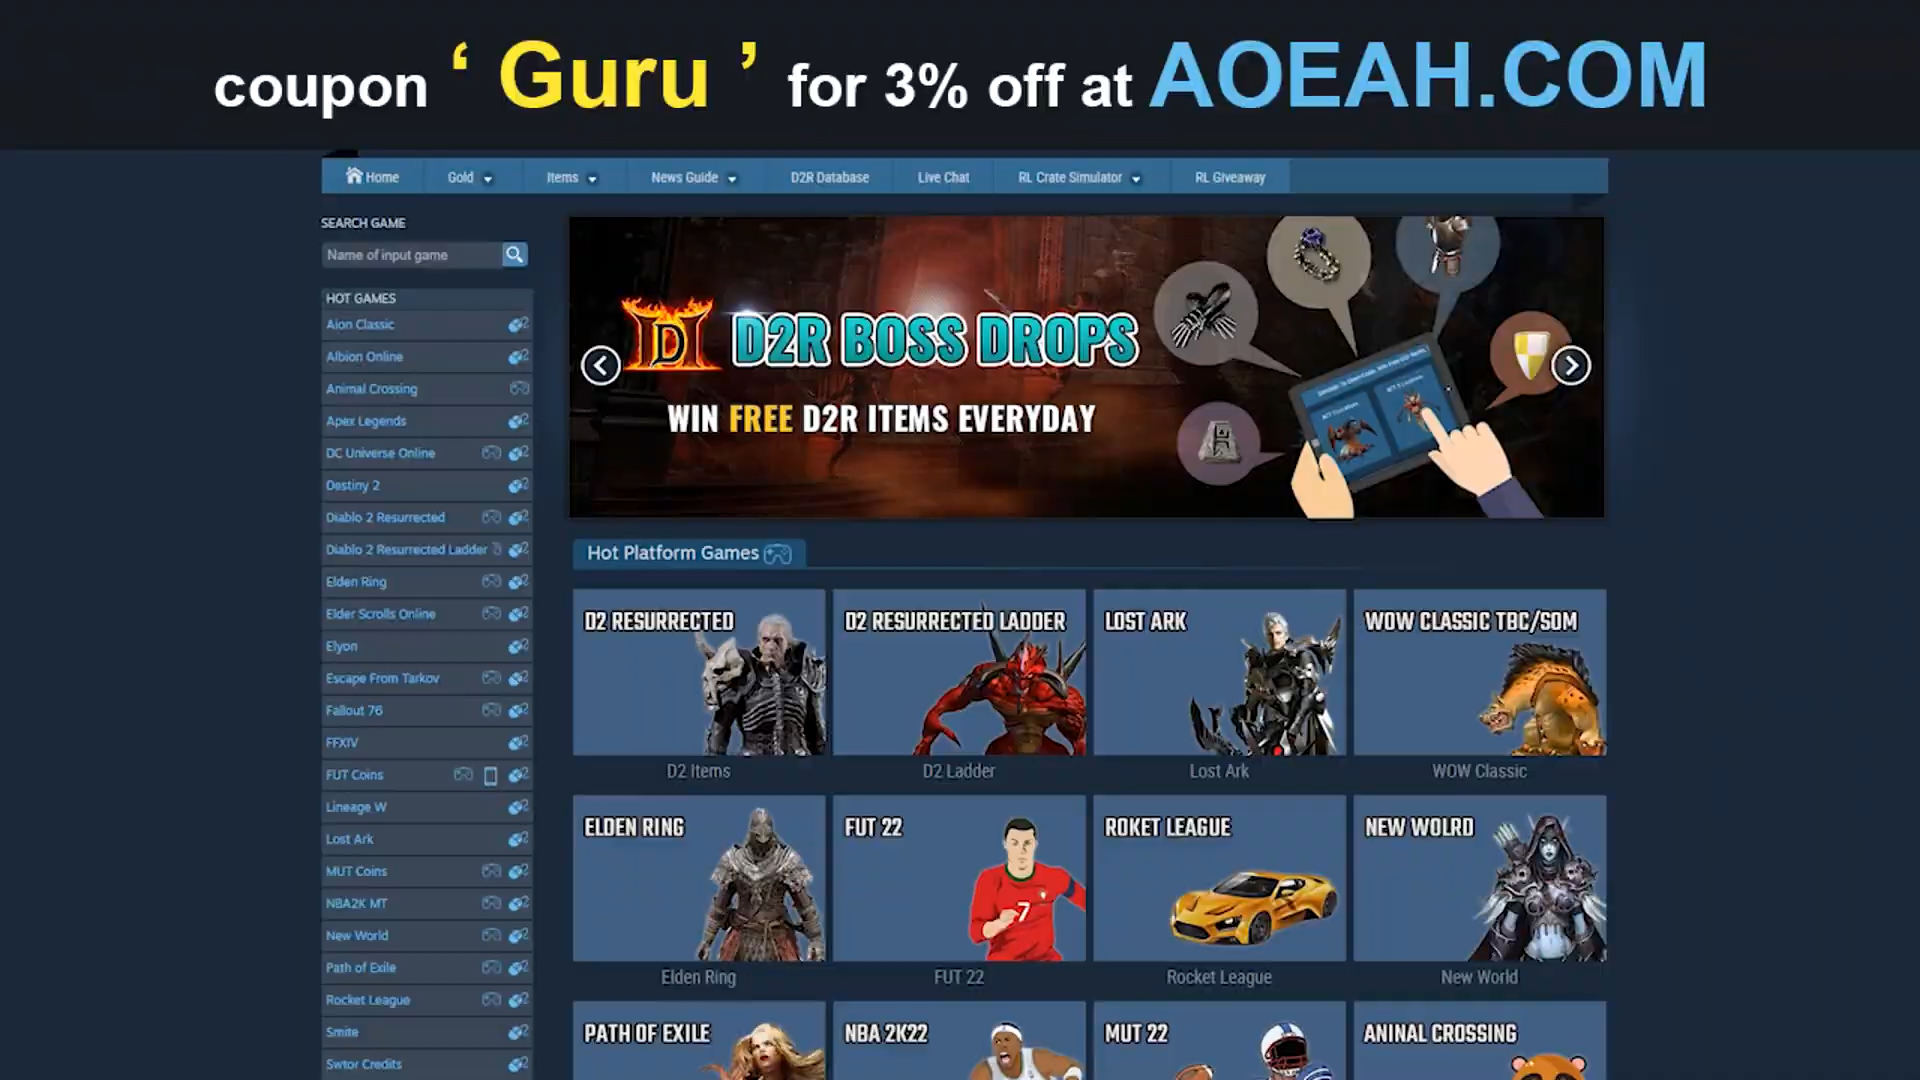 coupon ‘ Guru ’ for 3% off at AOEAH.COM
Home Gold Items News Guide D2R Database Live Chat RL Crate Simulator RL Giveaway
SEARCH GAME
Name of input game
HOT GAMES
Aion Classic
Albion Online
Animal Crossing
Apex Legends
DC Universe Online
Destiny 2
Diablo 2 Resurrected
Diablo 2 Resurrected Ladder
Elden Ring
Elder Scrolls Online
Elyon
Escape From Tarkov
Fallout 76
FFXIV
FUT Coins
Lineage W
Lost Ark
MUT Coins
NBA2K MT
New World
Path of Exile
Rocket League
Smite
Swtor Credits
D2R BOSS DROPS
WIN FREE D2R ITEMS EVERYDAY
Hot Platform Games
D2 RESURRECTED D2 RESURRECTED LADDER LOST ARK WOW CLASSIC TBC/SOM
D2 Items D2 Ladder Lost Ark WOW Classic
ELDEN RING FUT 22 ROKET LEAGUE NEW WOLRD
7
Elden Ring FUT 22 Rocket League New World
PATH OF EXILE NBA 2K22 MUT 22 ANINAL CROSSING